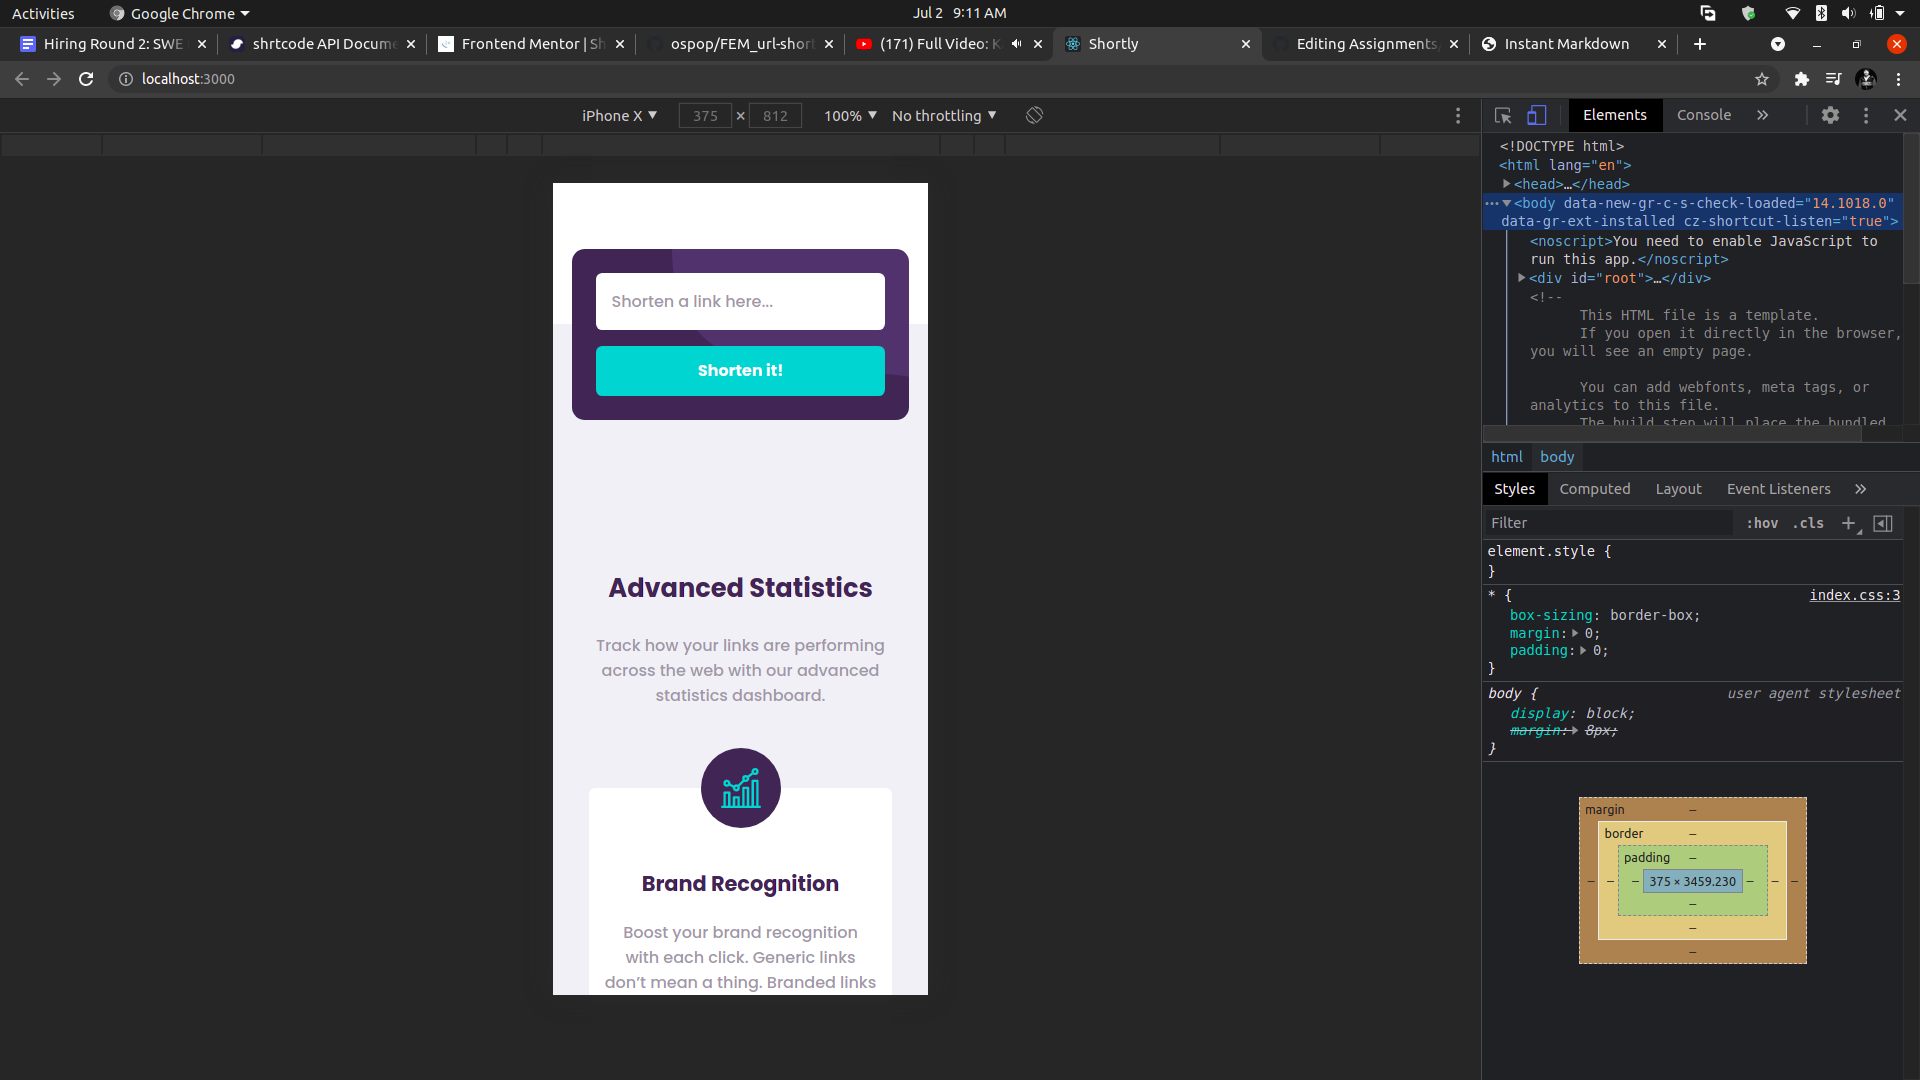 Activities Google Chrome Jul 2 9:11 AM
Hiring Round 2: SWE shrtcode API Docume Frontend Mentor | Sh ospop/FEM_url-short (171) Full Video: K Shortly Editing Assignments Instant Markdown
localhost:3000
iPhone X 375 × 812 100% No throttling
Elements Console
<!DOCTYPE html>
<html lang="en">
<head>…</head>
<body data-new-gr-c-s-check-loaded="14.1018.0"
data-gr-ext-installed cz-shortcut-listen="true">
<noscript>You need to enable JavaScript to
run this app.</noscript>
<div id="root">…</div>
<!--
This HTML file is a template.
If you open it directly in the browser,
you will see an empty page.
You can add webfonts, meta tags, or
analytics to this file.
The build step will place the bundled
html body
Styles Computed Layout Event Listeners
Filter :hov .cls
element.style {
}
* { index.css:3
box-sizing: border-box;
margin: 0;
padding: 0;
}
body { user agent stylesheet
display: block;
margin: 8px;
}
margin –
border –
padding –
– – – 375 × 3459.230 – – –
–
–
–
Shorten a link here...
Shorten it!
Advanced Statistics
Track how your links are performing
across the web with our advanced
statistics dashboard.
Brand Recognition
Boost your brand recognition
with each click. Generic links
don’t mean a thing. Branded links